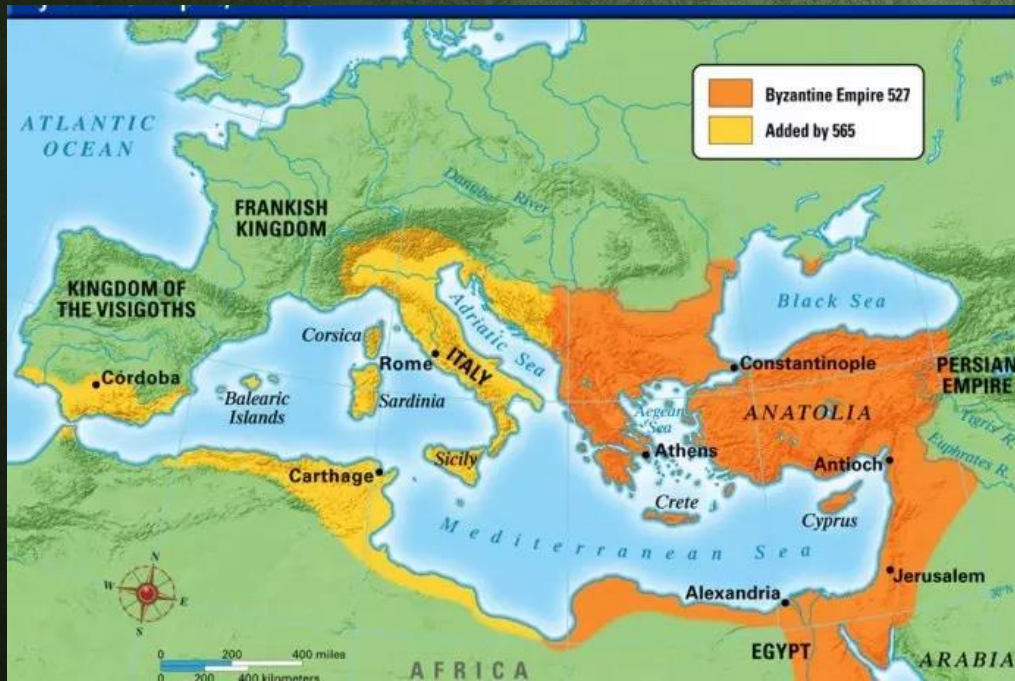 Byzantine Empire 527
Added by 565
ATLANTIC
OCEAN
50°N
Danube River
FRANKISH
KINGDOM
KINGDOM OF
THE VISIGOTHS
Black Sea
Adriatic Sea
Corsica
Rome
ITALY
Constantinople
PERSIAN
EMPIRE
Córdoba
Balearic
Islands
Sardinia
Aegean
Sea
ANATOLIA
Tigris R.
Euphrates R.
Athens
Antioch
Sicily
Carthage
Crete
Cyprus
Mediterranean Sea
Jerusalem
Alexandria
30°N
N
W
E
S
EGYPT
ARABIA
AFRICA
0 200 400 miles
0 200 400 kilometers